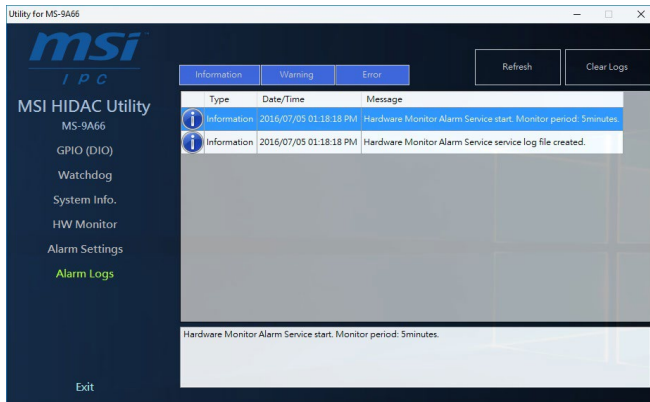 Utility for MS-9A66
msi
IPC
MSI HIDAC Utility
MS-9A66
GPIO (DIO)
Watchdog
System Info.
HW Monitor
Alarm Settings
Alarm Logs
Exit
Information Warning Error
Refresh Clear Logs
Type Date/Time Message
Information 2016/07/05 01:18:18 PM Hardware Monitor Alarm Service start. Monitor period: 5minutes.
Information 2016/07/05 01:18:18 PM Hardware Monitor Alarm Service service log file created.
Hardware Monitor Alarm Service start. Monitor period: 5minutes.